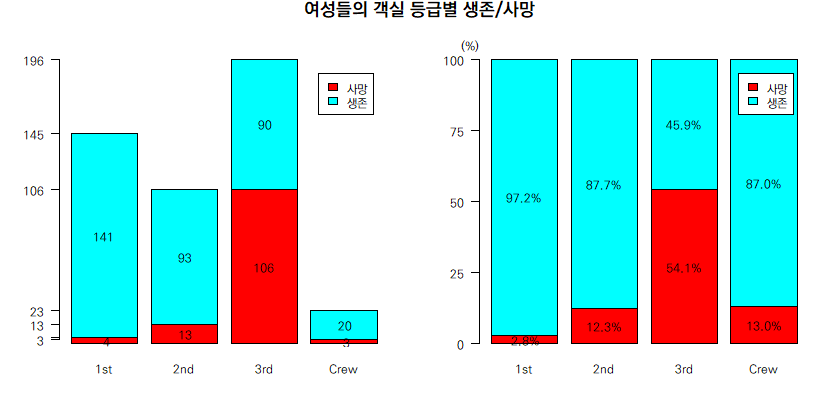 여성들의 객실 등급별 생존/사망
196
145
106
23
13
3
141
4
93
13
90
106
20
3
1st
2nd
3rd
Crew
사망
생존
(%)
100
75
50
25
0
97.2%
2.8%
87.7%
12.3%
45.9%
54.1%
87.0%
13.0%
1st
2nd
3rd
Crew
사망
생존